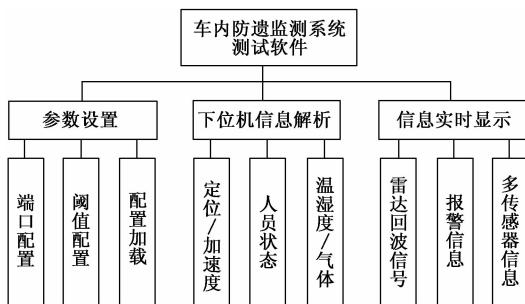 车内防遗监测系统
测试软件
参数设置
下位机信息解析
信息实时显示
端口配置
阈值配置
配置加载
定位/加速度
人员状态
温湿度/气体
雷达回波信号
报警信息
多传感器信息